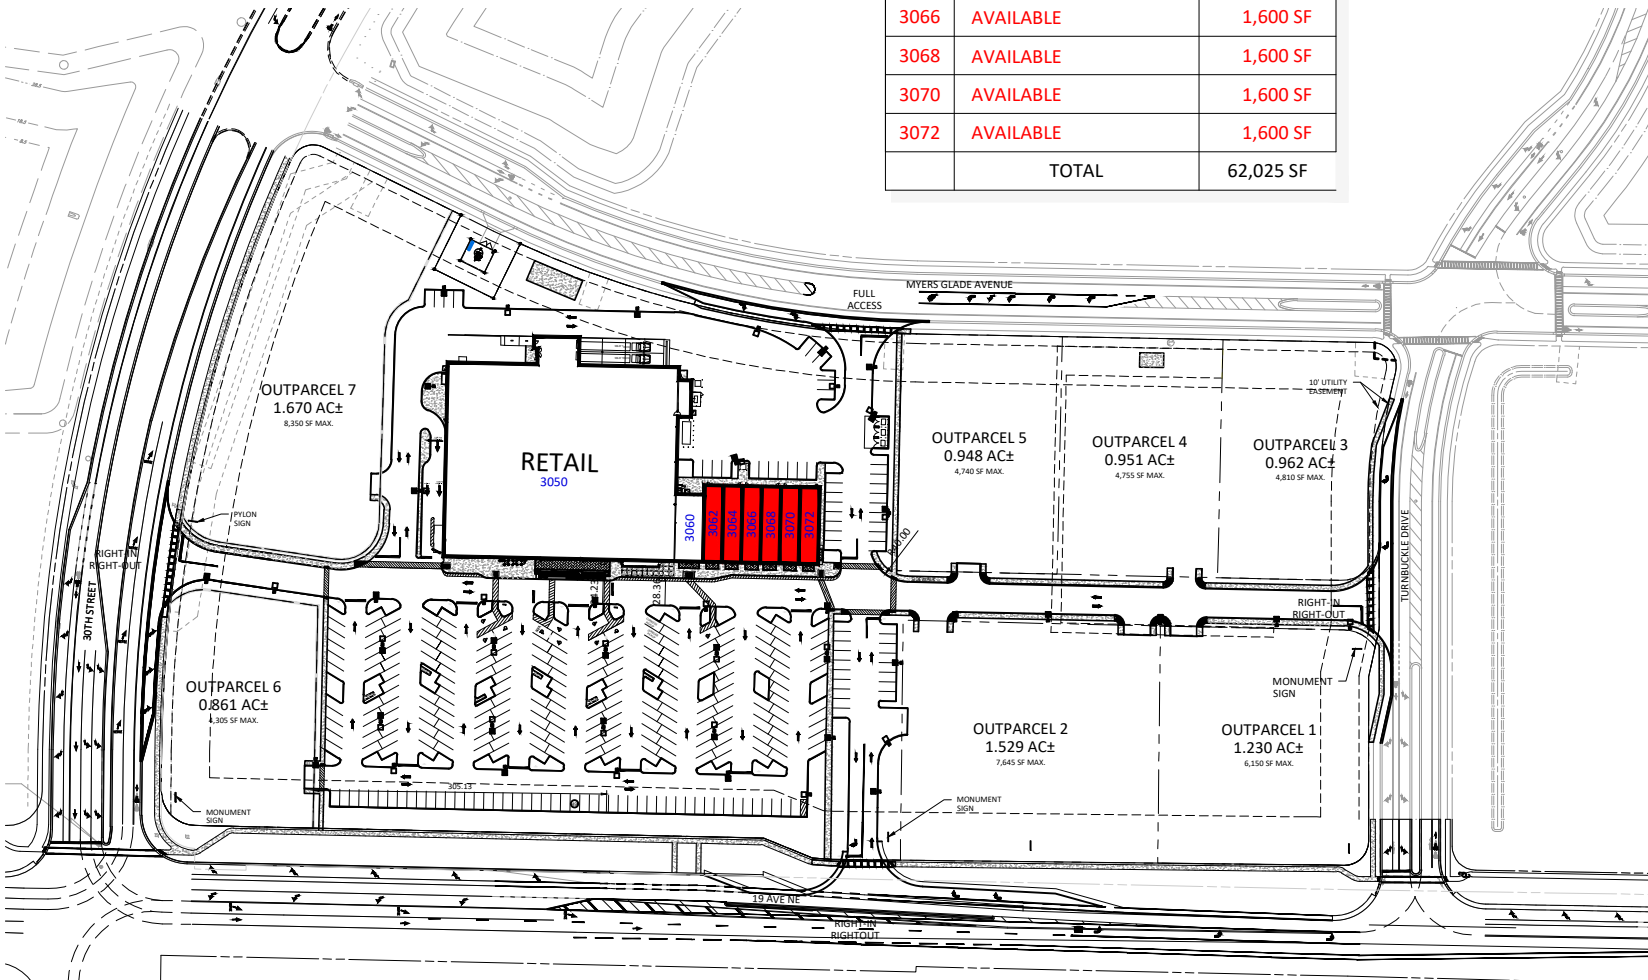 3066 AVAILABLE 1,600 SF
3068 AVAILABLE 1,600 SF
3070 AVAILABLE 1,600 SF
3072 AVAILABLE 1,600 SF
TOTAL 62,025 SF
MYERS GLADE AVENUE
FULL
ACCESS
OUTPARCEL 7
1.670 AC±
8,350 SF MAX.
10' UTILITY
EASEMENT
OUTPARCEL 5
0.948 AC±
4,740 SF MAX.
OUTPARCEL 4
0.951 AC±
4,755 SF MAX.
OUTPARCEL 3
0.962 AC±
4,810 SF MAX.
RETAIL
3050
3060
3062
3064
3066
3068
3070
3072
PYLON
SIGN
RIGHT-IN
RIGHT-OUT
30TH STREET
TURNBUCKLE DRIVE
RIGHT-IN
RIGHT-OUT
OUTPARCEL 6
0.861 AC±
4,305 SF MAX.
MONUMENT
SIGN
OUTPARCEL 2
1.529 AC±
7,645 SF MAX.
OUTPARCEL 1
1.230 AC±
6,150 SF MAX.
305.13
MONUMENT
SIGN
MONUMENT
SIGN
19 AVE NE
RIGHT-IN
RIGHTOUT